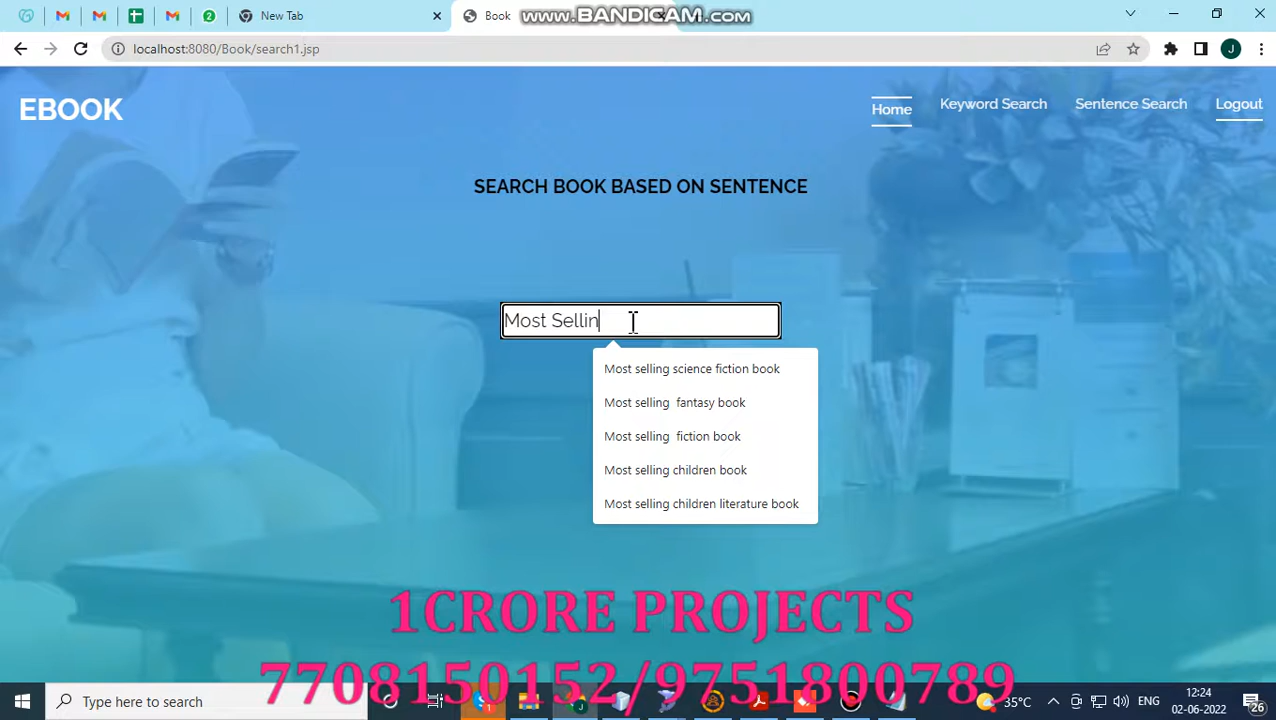 New Tab
Book
www.BANDICAM.com
localhost:8080/Book/search1.jsp
J
EBOOK
Home
Keyword Search
Sentence Search
Logout
SEARCH BOOK BASED ON SENTENCE
Most Sellin
Most selling science fiction book
Most selling fantasy book
Most selling fiction book
Most selling children book
Most selling children literature book
1CRORE PROJECTS
7708150152/9751800789
Type here to search
35°C
ENG
12:24
02-06-2022
26